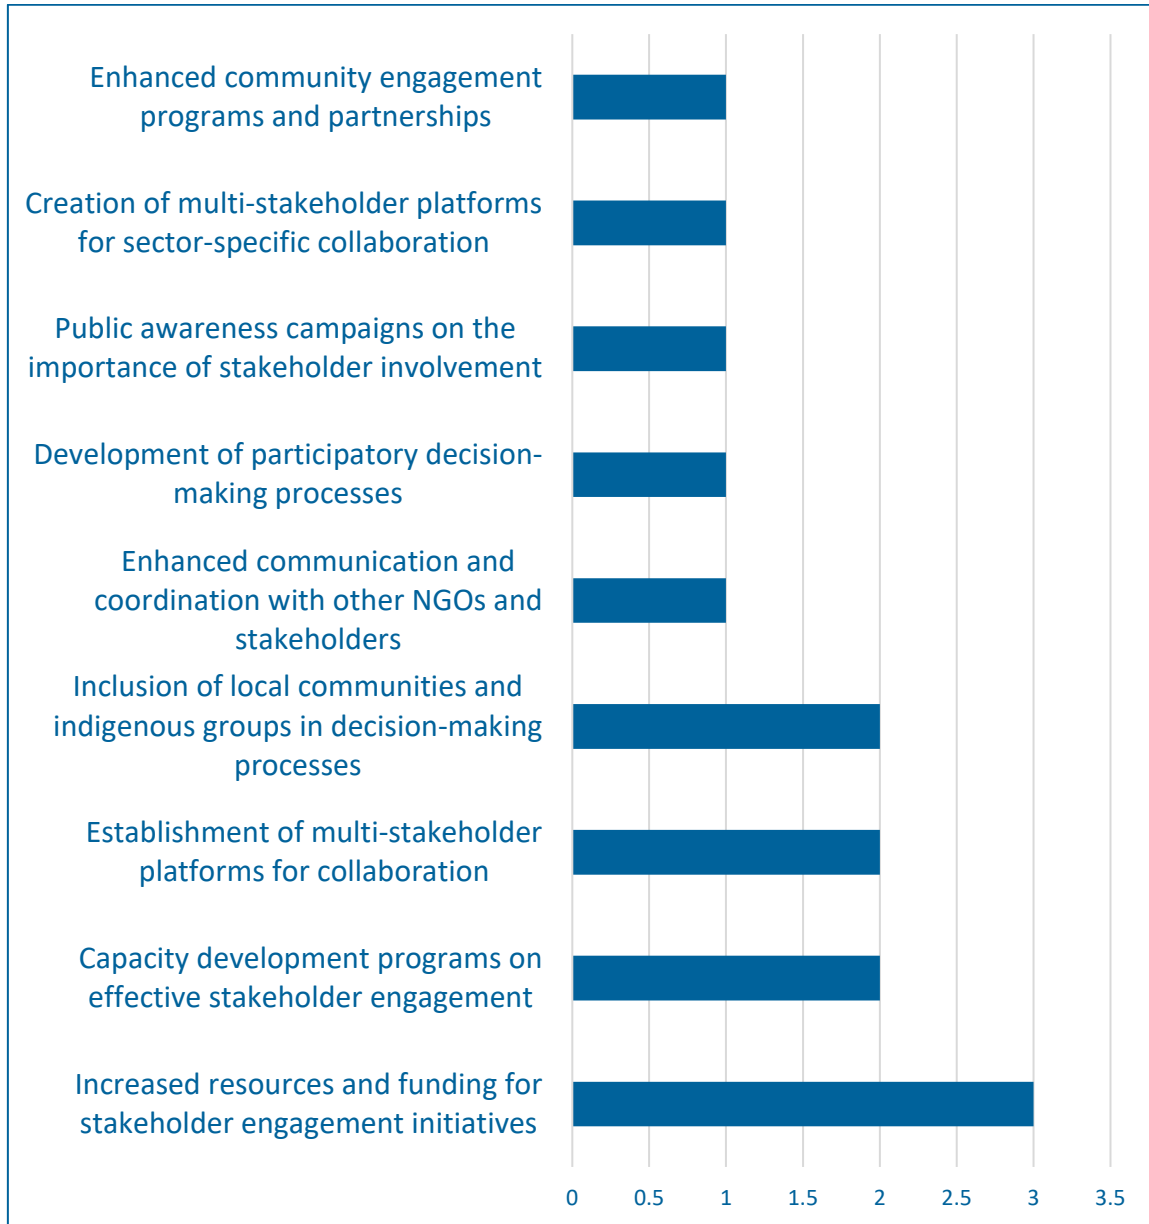 Enhanced community engagement
programs and partnerships
Creation of multi-stakeholder platforms
for sector-specific collaboration
Public awareness campaigns on the
importance of stakeholder involvement
Development of participatory decision-
making processes
Enhanced communication and
coordination with other NGOs and
stakeholders
Inclusion of local communities and
indigenous groups in decision-making
processes
Establishment of multi-stakeholder
platforms for collaboration
Capacity development programs on
effective stakeholder engagement
Increased resources and funding for
stakeholder engagement initiatives
0 0.5 1 1.5 2 2.5 3 3.5